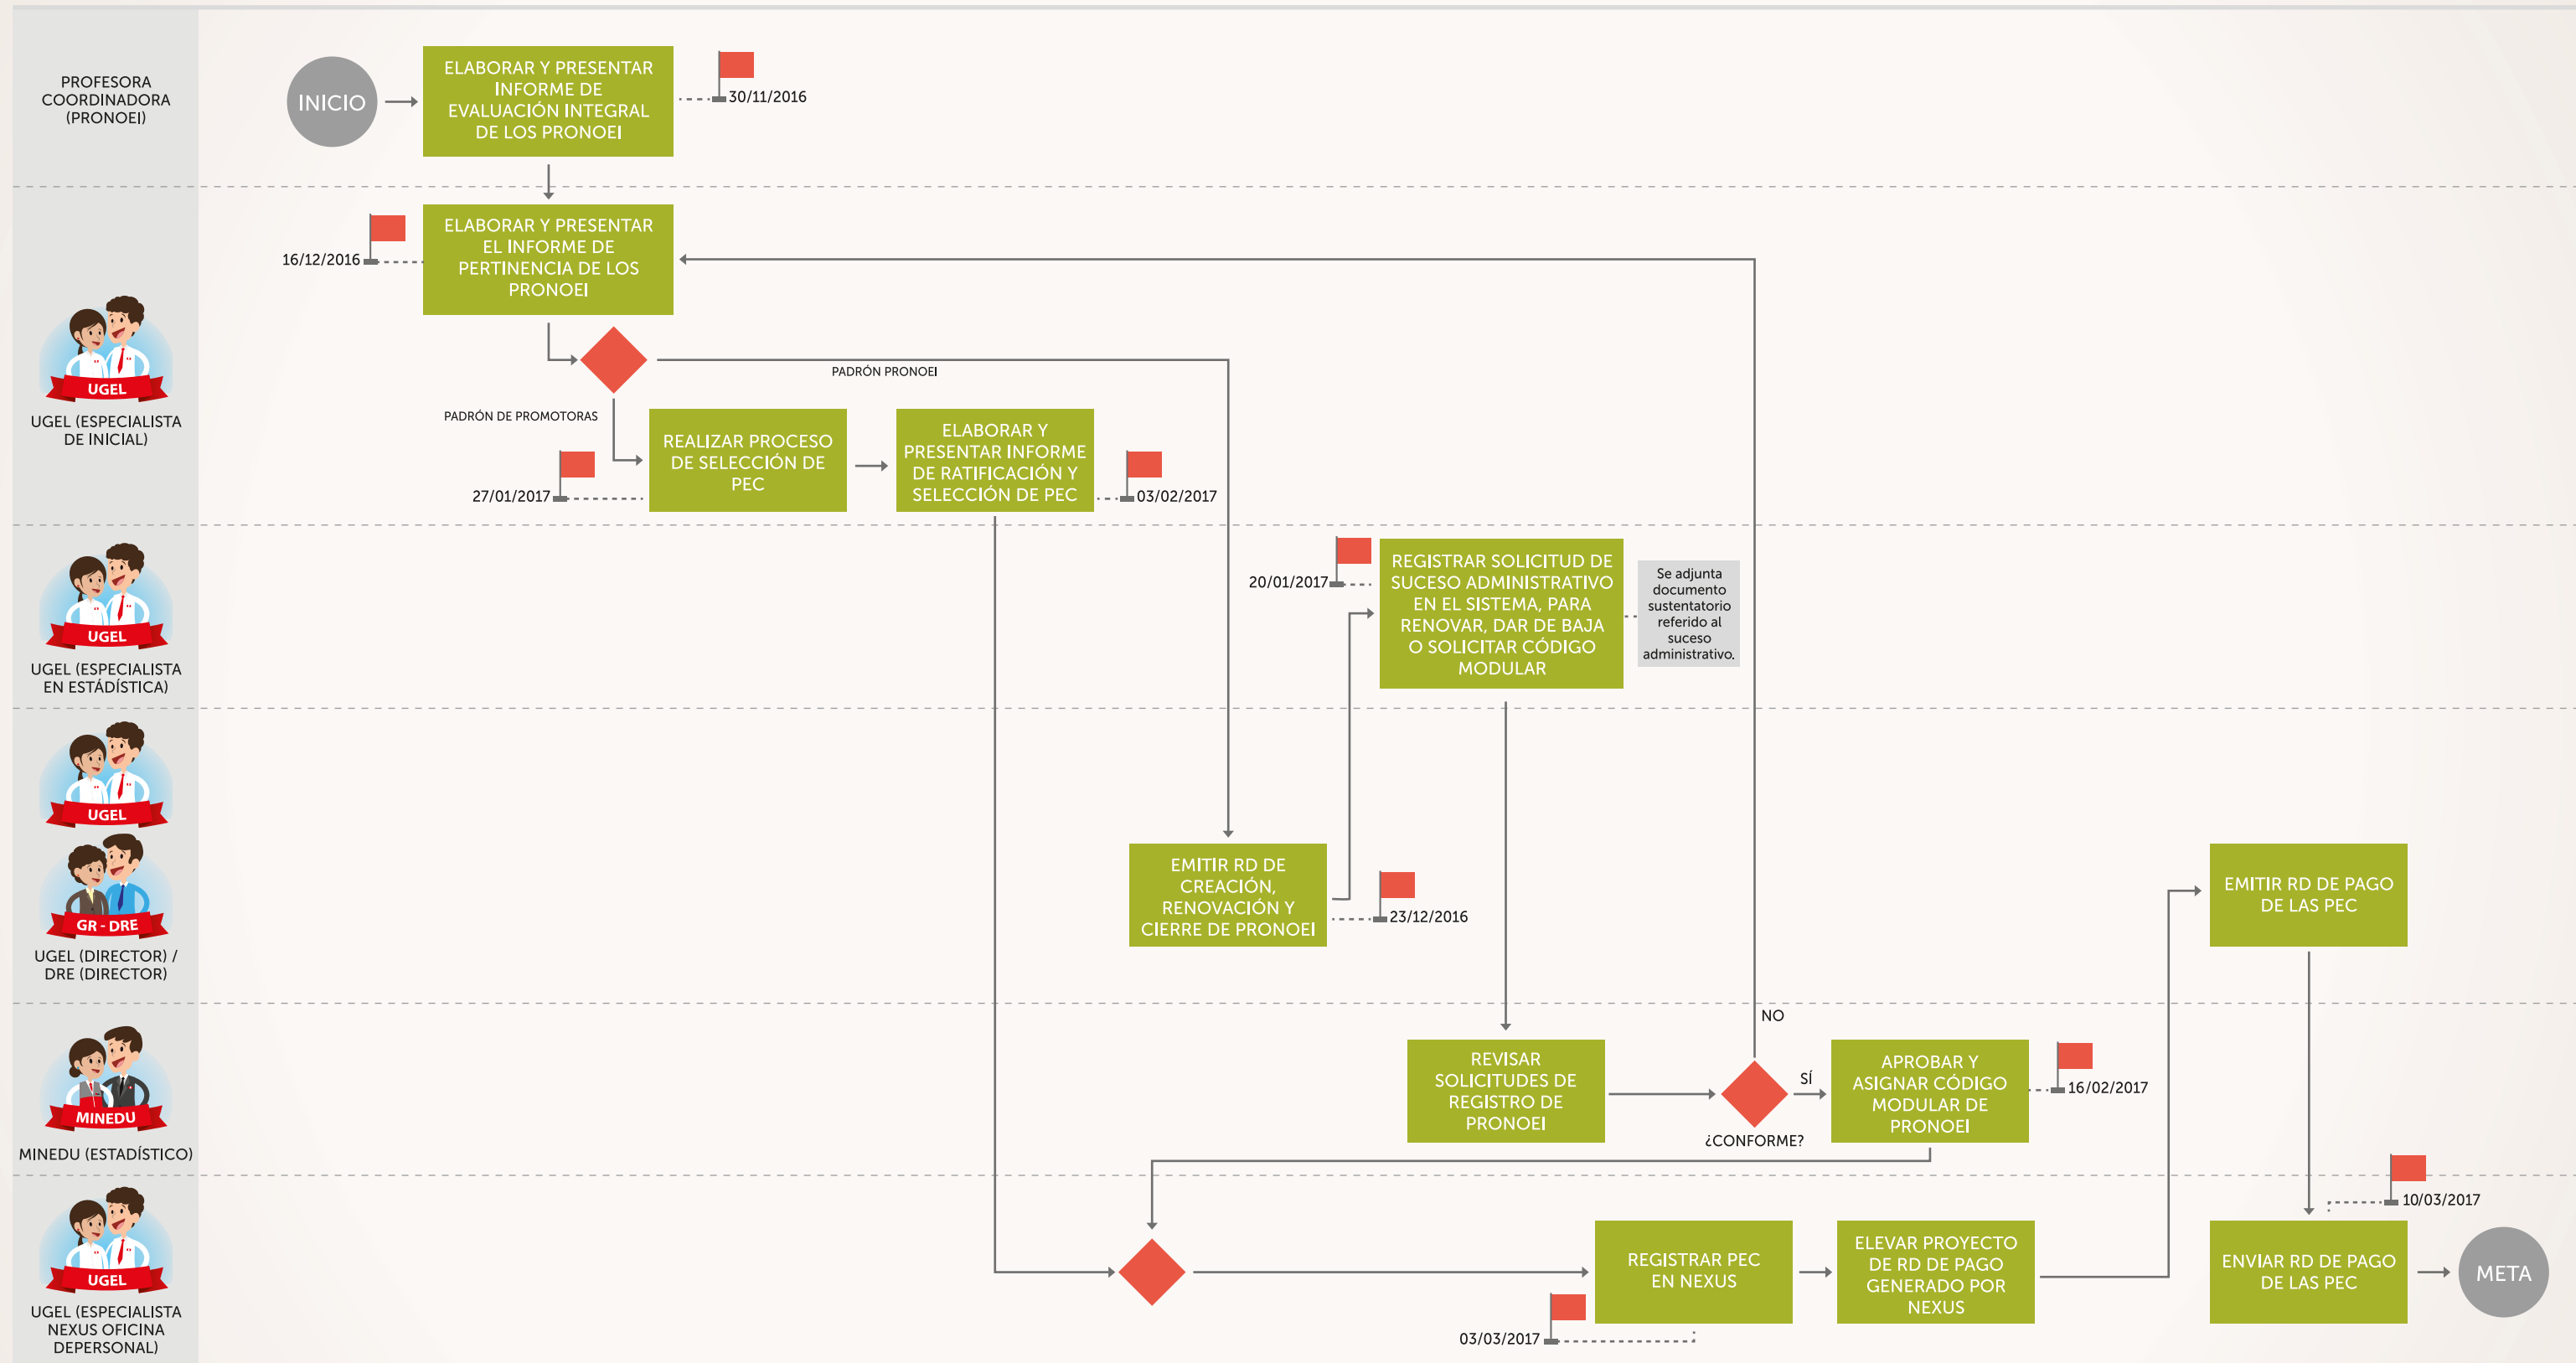 PROFESORA
COORDINADORA
(PRONOEI)
INICIO
ELABORAR Y PRESENTAR
INFORME DE
EVALUACIÓN INTEGRAL
DE LOS PRONOEI
30/11/2016
16/12/2016
ELABORAR Y PRESENTAR
EL INFORME DE
PERTINENCIA DE LOS
PRONOEI
UGEL
UGEL (ESPECIALISTA
DE INICIAL)
PADRÓN PRONOEI
PADRÓN DE PROMOTORAS
27/01/2017
REALIZAR PROCESO
DE SELECCIÓN DE
PEC
ELABORAR Y
PRESENTAR INFORME
DE RATIFICACIÓN Y
SELECCIÓN DE PEC
03/02/2017
UGEL
UGEL (ESPECIALISTA
EN ESTÁDÍSTICA)
20/01/2017
REGISTRAR SOLICITUD DE
SUCESO ADMINISTRATIVO
EN EL SISTEMA, PARA
RENOVAR, DAR DE BAJA
O SOLICITAR CÓDIGO
MODULAR
Se adjunta
documento
sustentatorio
referido al
suceso
administrativo.
UGEL
GR - DRE
UGEL (DIRECTOR) /
DRE (DIRECTOR)
EMITIR RD DE
CREACIÓN,
RENOVACIÓN Y
CIERRE DE PRONOEI
23/12/2016
EMITIR RD DE PAGO
DE LAS PEC
MINEDU
MINEDU (ESTADÍSTICO)
REVISAR
SOLICITUDES DE
REGISTRO DE
PRONOEI
NO
SÍ
¿CONFORME?
APROBAR Y
ASIGNAR CÓDIGO
MODULAR DE
PRONOEI
16/02/2017
UGEL
UGEL (ESPECIALISTA
NEXUS OFICINA
DEPERSONAL)
03/03/2017
REGISTRAR PEC
EN NEXUS
ELEVAR PROYECTO
DE RD DE PAGO
GENERADO POR
NEXUS
10/03/2017
ENVIAR RD DE PAGO
DE LAS PEC
META